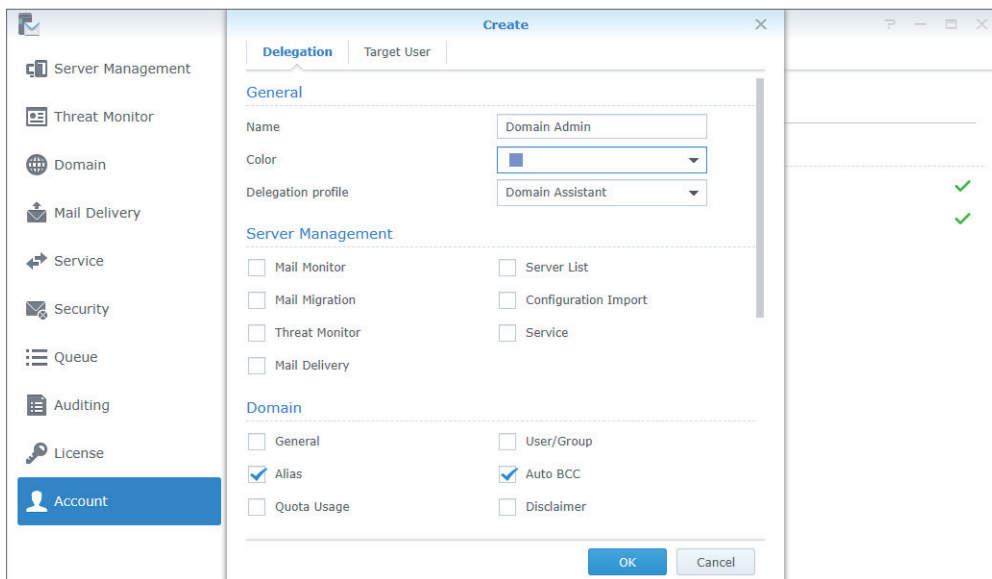 Create
Delegation
Target User
Server Management
Threat Monitor
Domain
Mail Delivery
Service
Security
Queue
Auditing
License
Account
General
Name
Domain Admin
Color
Delegation profile
Domain Assistant
Server Management
Mail Monitor
Server List
Mail Migration
Configuration Import
Threat Monitor
Service
Mail Delivery
Domain
General
User/Group
Alias
Auto BCC
Quota Usage
Disclaimer
OK
Cancel